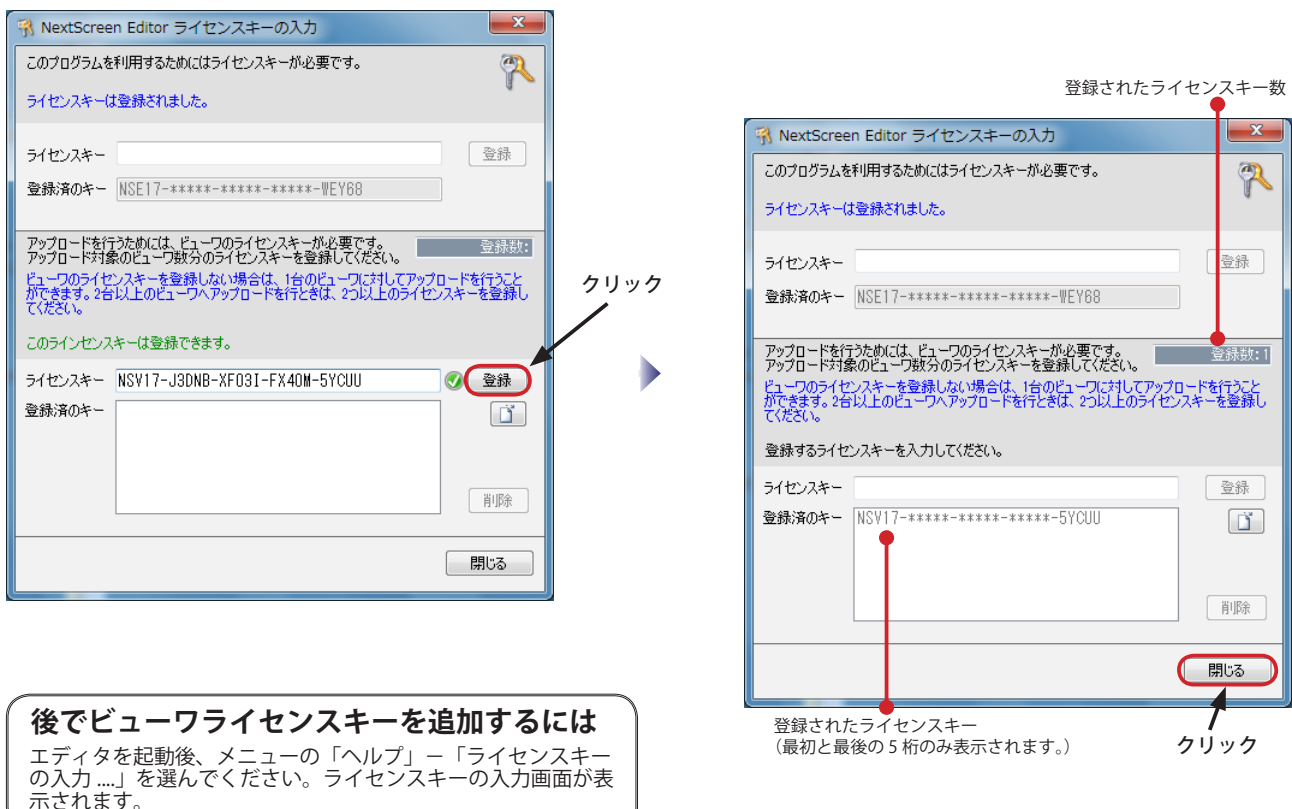 NextScreen Editor ライセンスキーの入力
このプログラムを利用するためにはライセンスキーが必要です。
ライセンスキーは登録されました。
ライセンスキー
登録
登録済のキー NSE17-*****-*****-*****-WEY68
アップロードを行うためには、ビューワのライセンスキーが必要です。
アップロード対象のビューワ数分のライセンスキーを登録してください。
登録数:
ビューワのライセンスキーを登録しない場合は、1台のビューワに対してアップロードを行うこと
ができます。2台以上のビューワへアップロードを行ときは、2つ以上のライセンスキーを登録し
てください。
このラインセンスキーは登録できます。
ライセンスキー NSV17-J3DNB-XF03I-FX40M-5YCUU
登録
登録済のキー
削除
閉じる
クリック
登録されたライセンスキー数
NextScreen Editor ライセンスキーの入力
このプログラムを利用するためにはライセンスキーが必要です。
ライセンスキーは登録されました。
ライセンスキー
登録
登録済のキー NSE17-*****-*****-*****-WEY68
アップロードを行うためには、ビューワのライセンスキーが必要です。
アップロード対象のビューワ数分のライセンスキーを登録してください。
登録数: 1
ビューワのライセンスキーを登録しない場合は、1台のビューワに対してアップロードを行うこと
ができます。2台以上のビューワへアップロードを行ときは、2つ以上のライセンスキーを登録し
てください。
登録するライセンスキーを入力してください。
ライセンスキー
登録
登録済のキー NSV17-*****-*****-*****-5YCUU
削除
閉じる
登録されたライセンスキー
（最初と最後の 5 桁のみ表示されます。）
クリック
後でビューワライセンスキーを追加するには
エディタを起動後、メニューの「ヘルプ」－「ライセンスキー
の入力 ....」を選んでください。ライセンスキーの入力画面が表
示されます。